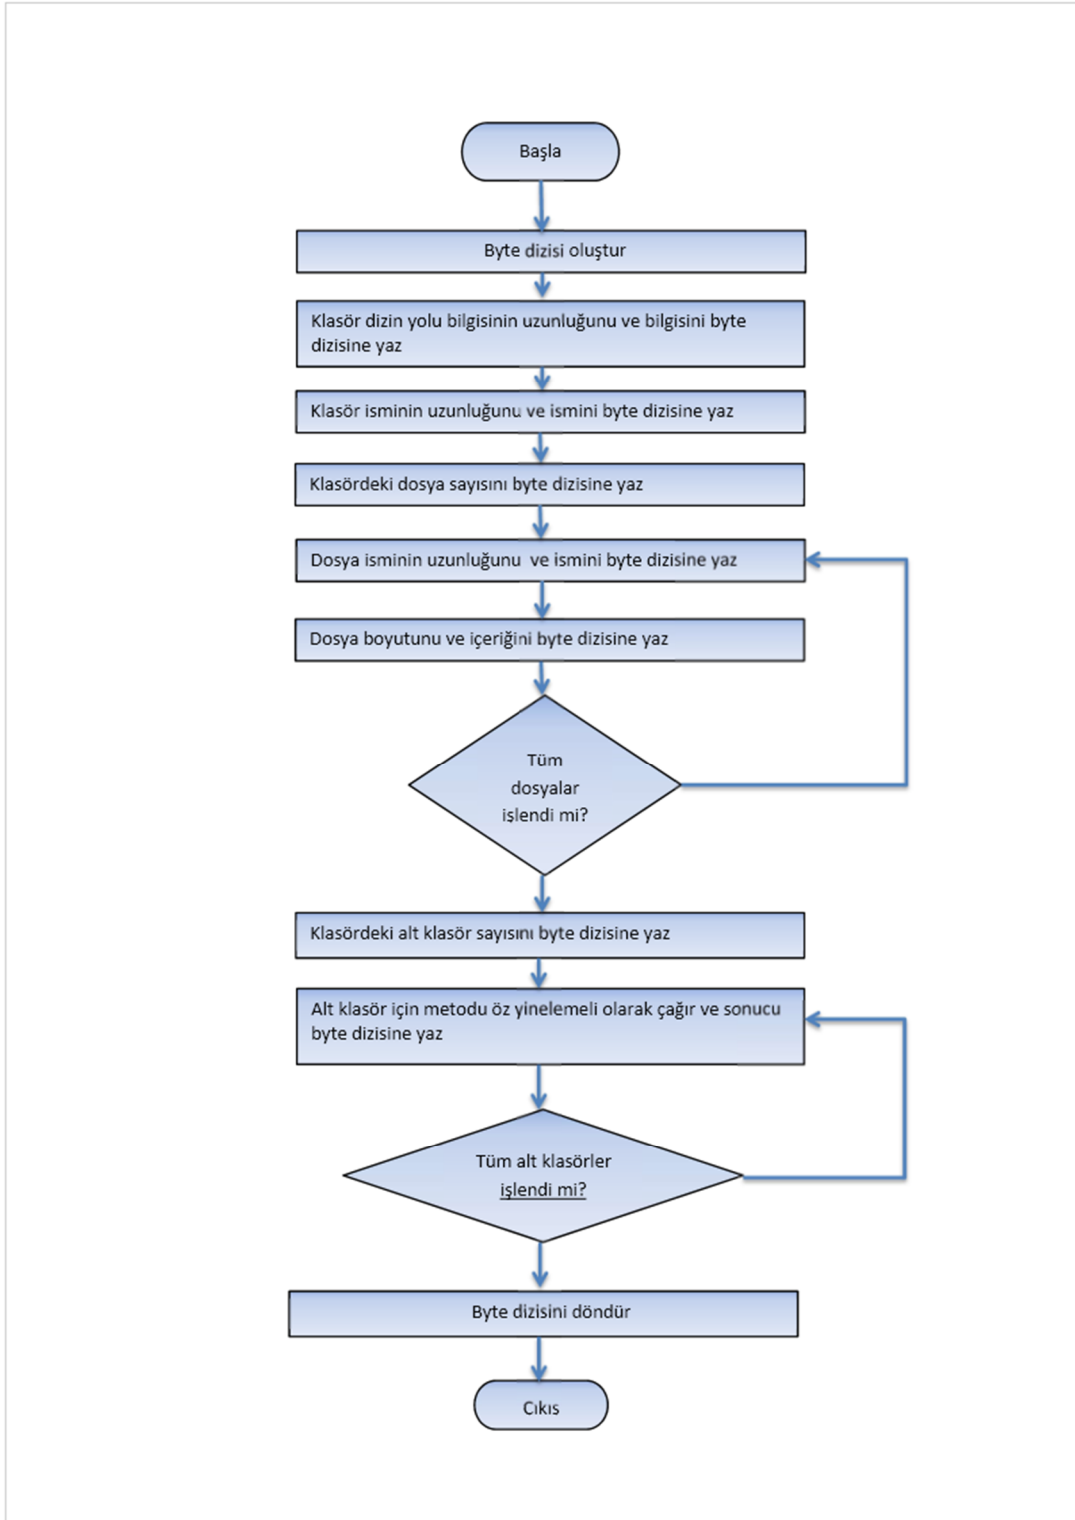 Başla
Byte dizisi oluştur
Klasör dizin yolu bilgisinin uzunluğunu ve bilgisini byte
dizisine yaz
Klasör isminin uzunluğunu ve ismini byte dizisine yaz
Klasördeki dosya sayısını byte dizisine yaz
Dosya isminin uzunluğunu ve ismini byte dizisine yaz
Dosya boyutunu ve içeriğini byte dizisine yaz
Tüm
dosyalar
işlendi mi?
Klasördeki alt klasör sayısını byte dizisine yaz
Alt klasör için metodu öz yinelemeli olarak çağır ve sonucu
byte dizisine yaz
Tüm alt klasörler
işlendi mi?
Byte dizisini döndür
Cıkıs